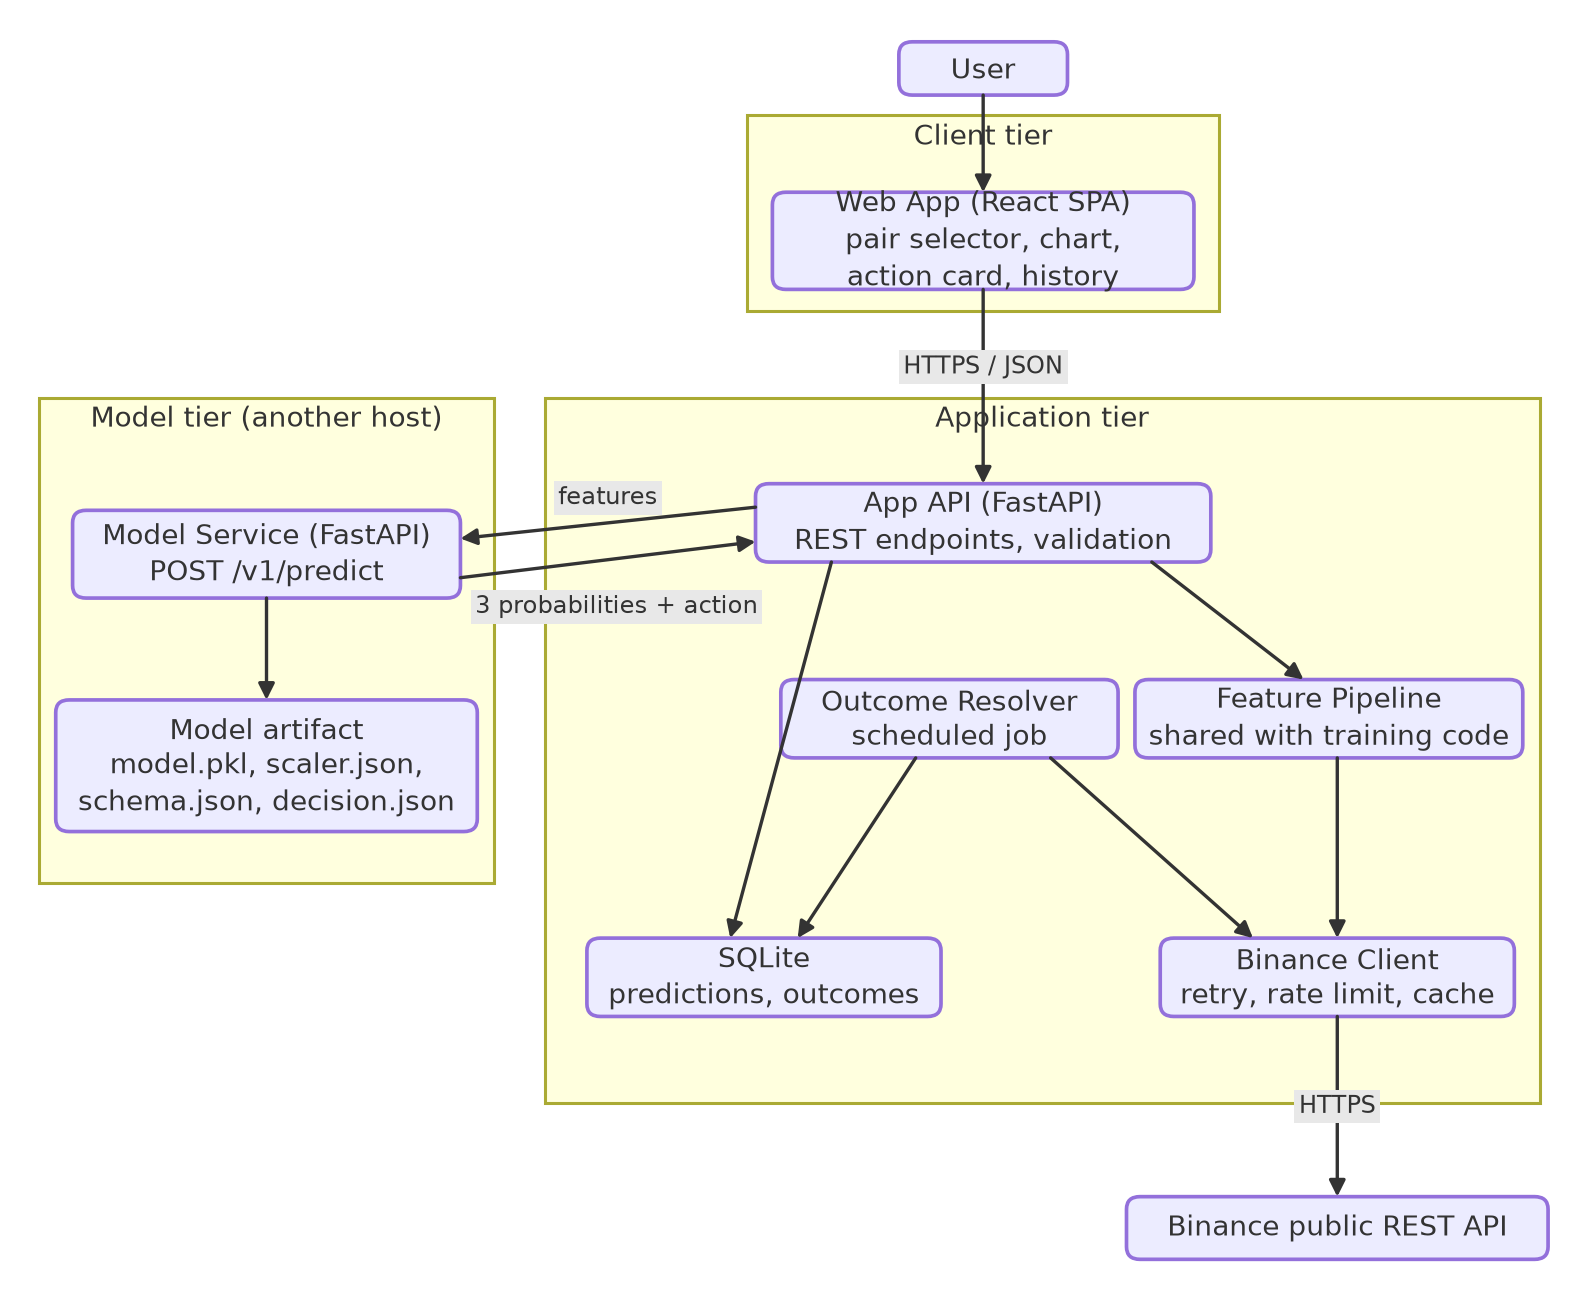 User
Client tier
Web App (React SPA)
pair selector, chart,
action card, history
HTTPS / JSON
Model tier (another host)
Application tier
features
App API (FastAPI)
REST endpoints, validation
Model Service (FastAPI)
POST /v1/predict
3 probabilities + action
Outcome Resolver
scheduled job
Feature Pipeline
shared with training code
Model artifact
model.pkl, scaler.json,
schema.json, decision.json
SQLite
predictions, outcomes
Binance Client
retry, rate limit, cache
HTTPS
Binance public REST API